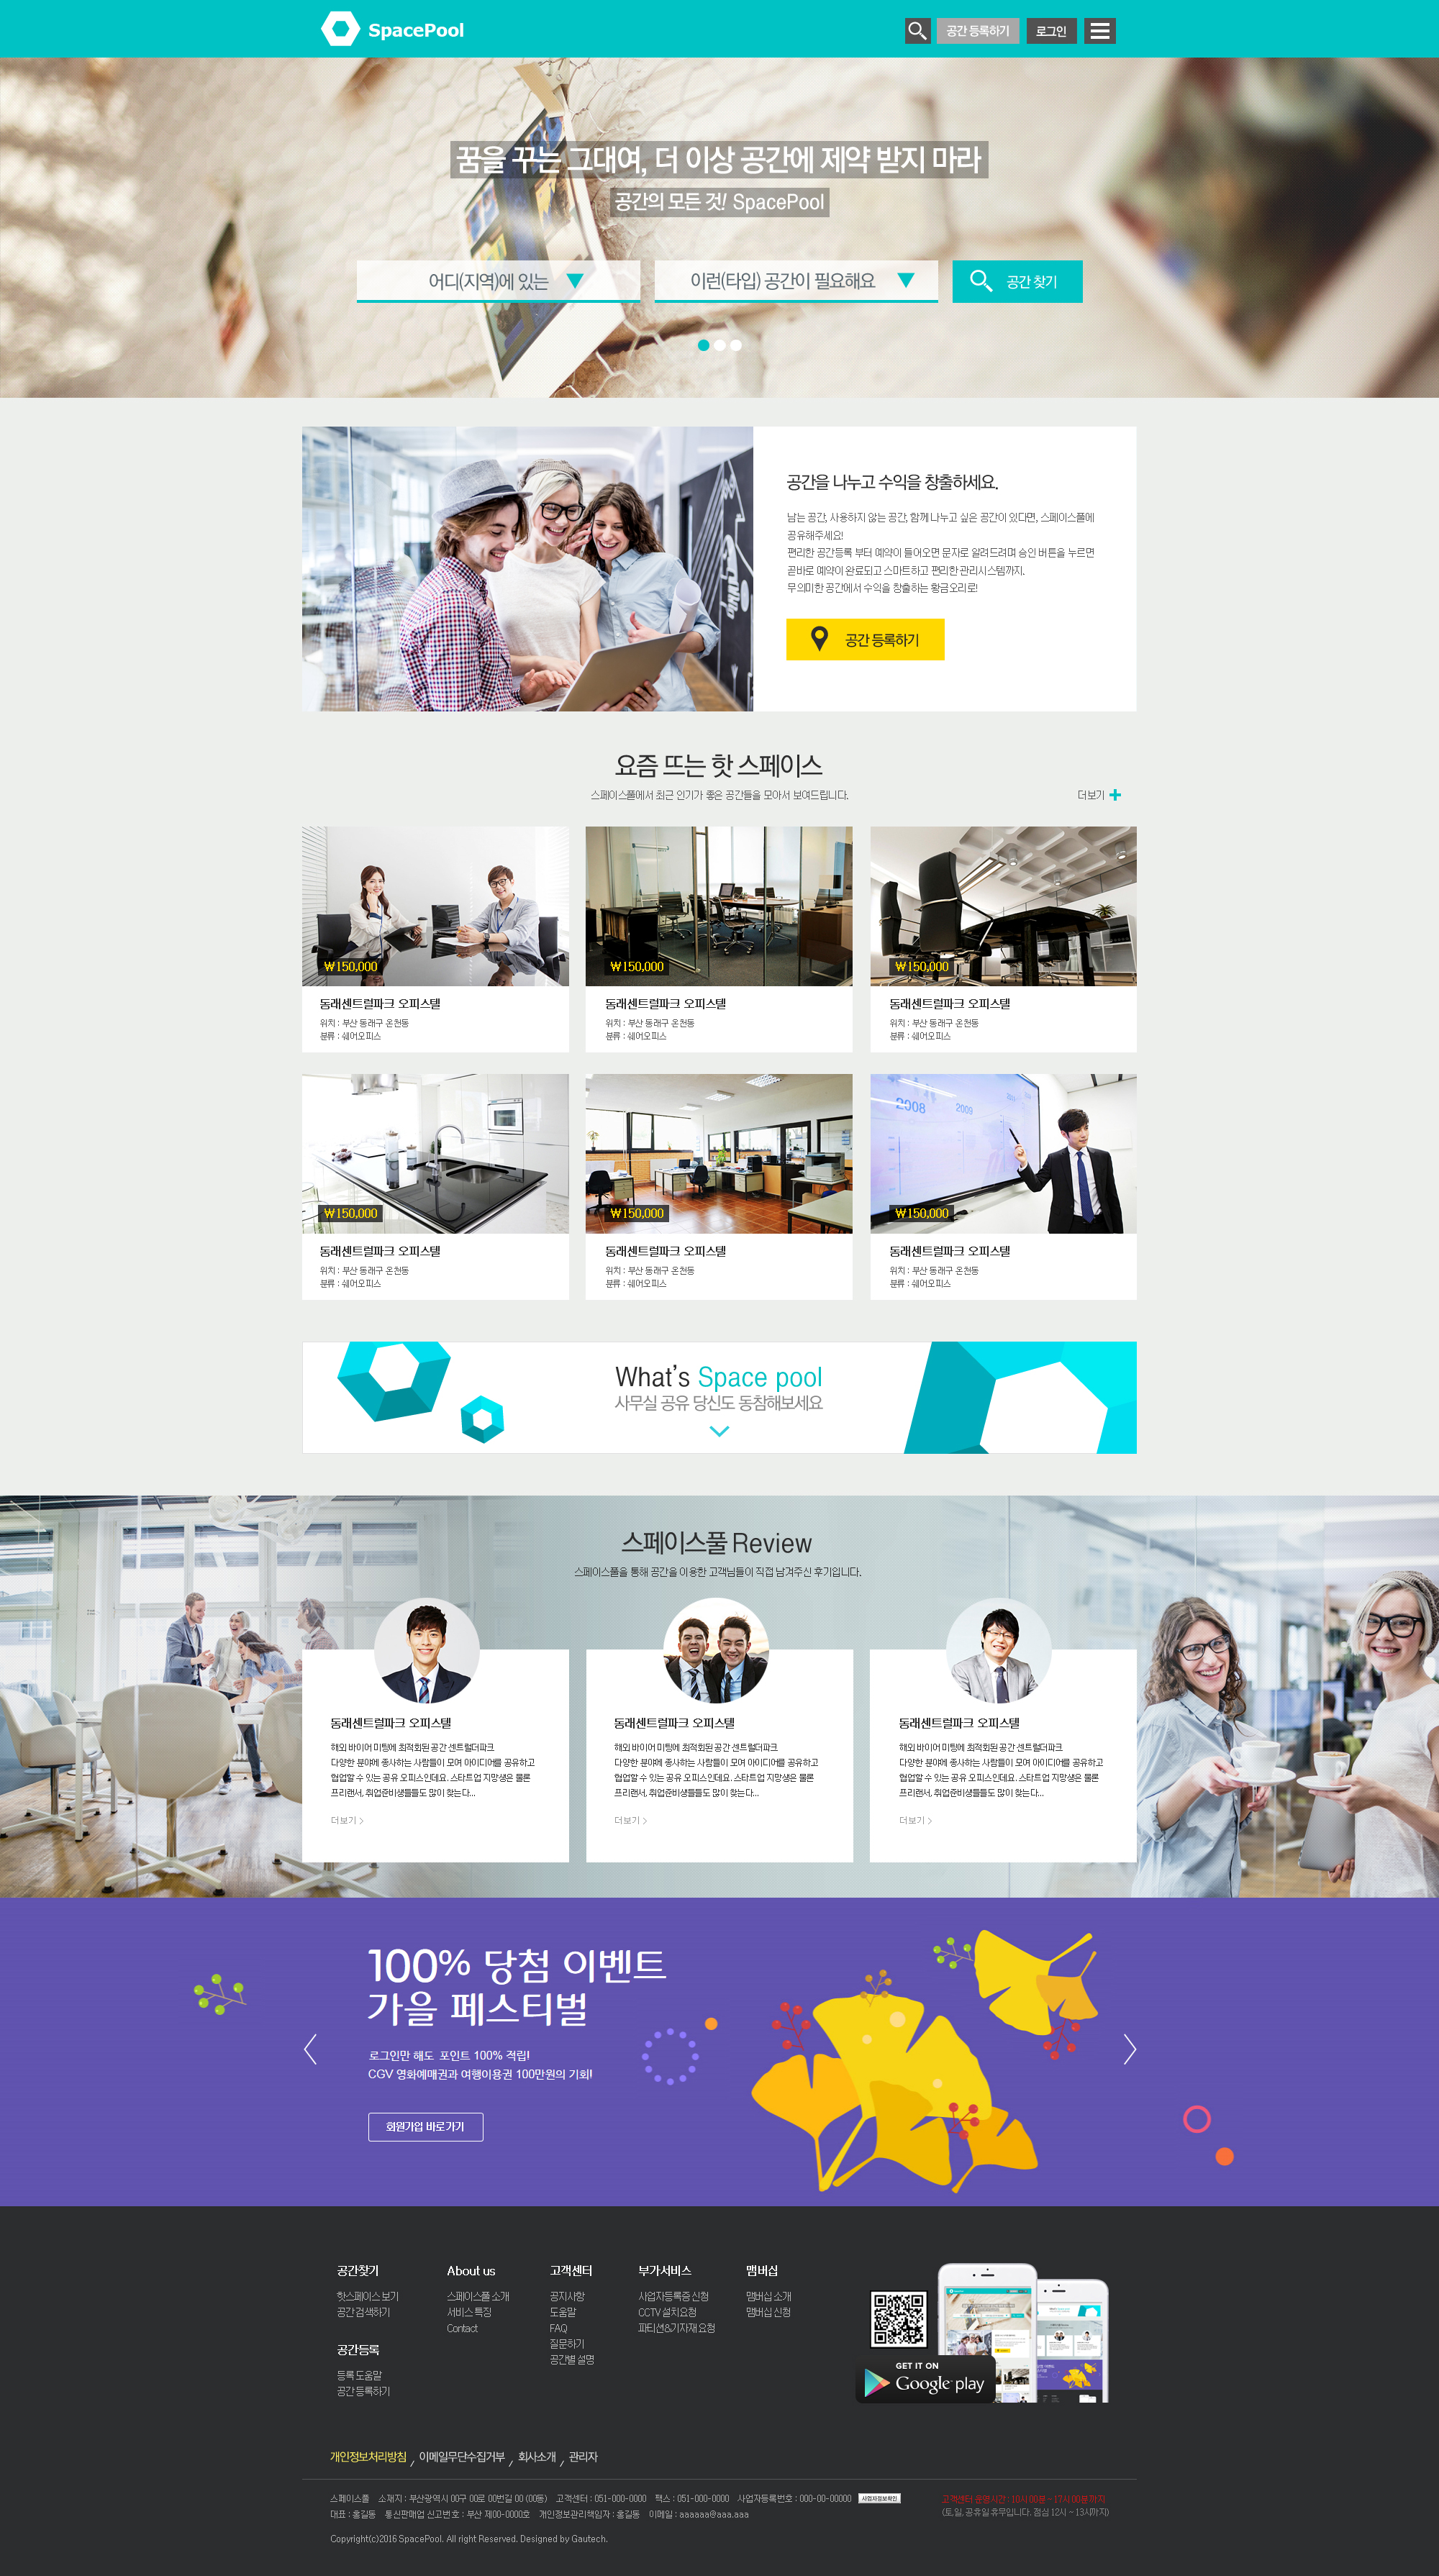 SpacePool
공간 등록하기
로그인
꿈을 꾸는 그대여, 더 이상 공간에 제약 받지 마라
공간의 모든 것! SpacePool
어디(지역)에 있는
이런(타입) 공간이 필요해요
공간 찾기
공간을 나누고 수익을 창출하세요.
남는 공간, 사용하지 않는 공간, 함께 나누고 싶은 공간이 있다면, 스페이스풀에
공유해주세요!
편리한 공간등록 부터 예약이 들어오면 문자로 알려드려며 승인 버튼을 누르면
곧바로 예약이 완료되고 스마트하고 편리한 관리시스템까지.
무의미한 공간에서 수익을 창출하는 황금오리로!
공간 등록하기
요즘 뜨는 핫 스페이스
스페이스풀에서 최근 인기가 좋은 공간들을 모아서 보여드립니다.
더보기
₩150,000
₩150,000
₩150,000
동래센트럴파크 오피스텔
동래센트럴파크 오피스텔
동래센트럴파크 오피스텔
위치 : 부산 동래구 온천동
위치 : 부산 동래구 온천동
위치 : 부산 동래구 온천동
분류 : 쉐어오피스
분류 : 쉐어오피스
분류 : 쉐어오피스
2008
2009
₩150,000
₩150,000
₩150,000
동래센트럴파크 오피스텔
동래센트럴파크 오피스텔
동래센트럴파크 오피스텔
위치 : 부산 동래구 온천동
위치 : 부산 동래구 온천동
위치 : 부산 동래구 온천동
분류 : 쉐어오피스
분류 : 쉐어오피스
분류 : 쉐어오피스
What's Space pool
사무실 공유 당신도 동참해보세요
스페이스풀 Review
스페이스풀을 통해 공간을 이용한 고객님들이 직접 남겨주신 후기입니다.
동래센트럴파크 오피스텔
해외 바이어 미팅에 최적화된 공간 센트럴더파크
다양한 분야에 종사하는 사람들이 모여 아이디어를 공유하고
협업할 수 있는 공유 오피스인데요. 스타트업 지망생은 물론
프리랜서, 취업준비생들들도 많이 찾는다...
더보기 >
동래센트럴파크 오피스텔
해외 바이어 미팅에 최적화된 공간 센트럴더파크
다양한 분야에 종사하는 사람들이 모여 아이디어를 공유하고
협업할 수 있는 공유 오피스인데요. 스타트업 지망생은 물론
프리랜서, 취업준비생들들도 많이 찾는다...
더보기 >
동래센트럴파크 오피스텔
해외 바이어 미팅에 최적화된 공간 센트럴더파크
다양한 분야에 종사하는 사람들이 모여 아이디어를 공유하고
협업할 수 있는 공유 오피스인데요. 스타트업 지망생은 물론
프리랜서, 취업준비생들들도 많이 찾는다...
더보기 >
100% 당첨 이벤트
가을 페스티벌
로그인만 해도 포인트 100% 적립!
CGV 영화예매권과 여행이용권 100만원의 기회!
회원가입 바로가기
공간찾기
핫스페이스 보기
공간 검색하기
공간등록
등록 도움말
공간 등록하기
About us
스페이스풀 소개
서비스 특징
Contact
고객센터
공지사항
도움말
FAQ
질문하기
공간별 설명
부가서비스
사업자등록증 신청
CCTV 설치요청
파티션&기자재 요청
맴버십
맴버십 소개
맴버십 신청
GET IT ON
Google play
개인정보처리방침 / 이메일무단수집거부 / 회사소개 / 관리자
스페이스풀 소재지 : 부산광역시 00구 00로 00번길 00 (00동) 고객센터 : 051-000-0000 팩스 : 051-000-0000 사업자등록번호 : 000-00-00000 사업자정보확인
대표 : 홍길동 통신판매업 신고번호 : 부산 제00-0000호 개인정보관리책임자 : 홍길동 이메일 : aaaaaa@aaa.aaa
고객센터 운영시간 : 10시 00분 ~ 17시 00분 까지
(토,일, 공휴일 휴무입니다. 점심 12시 ~ 13시까지)
Copyright(c)2016 SpacePool. All right Reserved. Designed by Gautech.